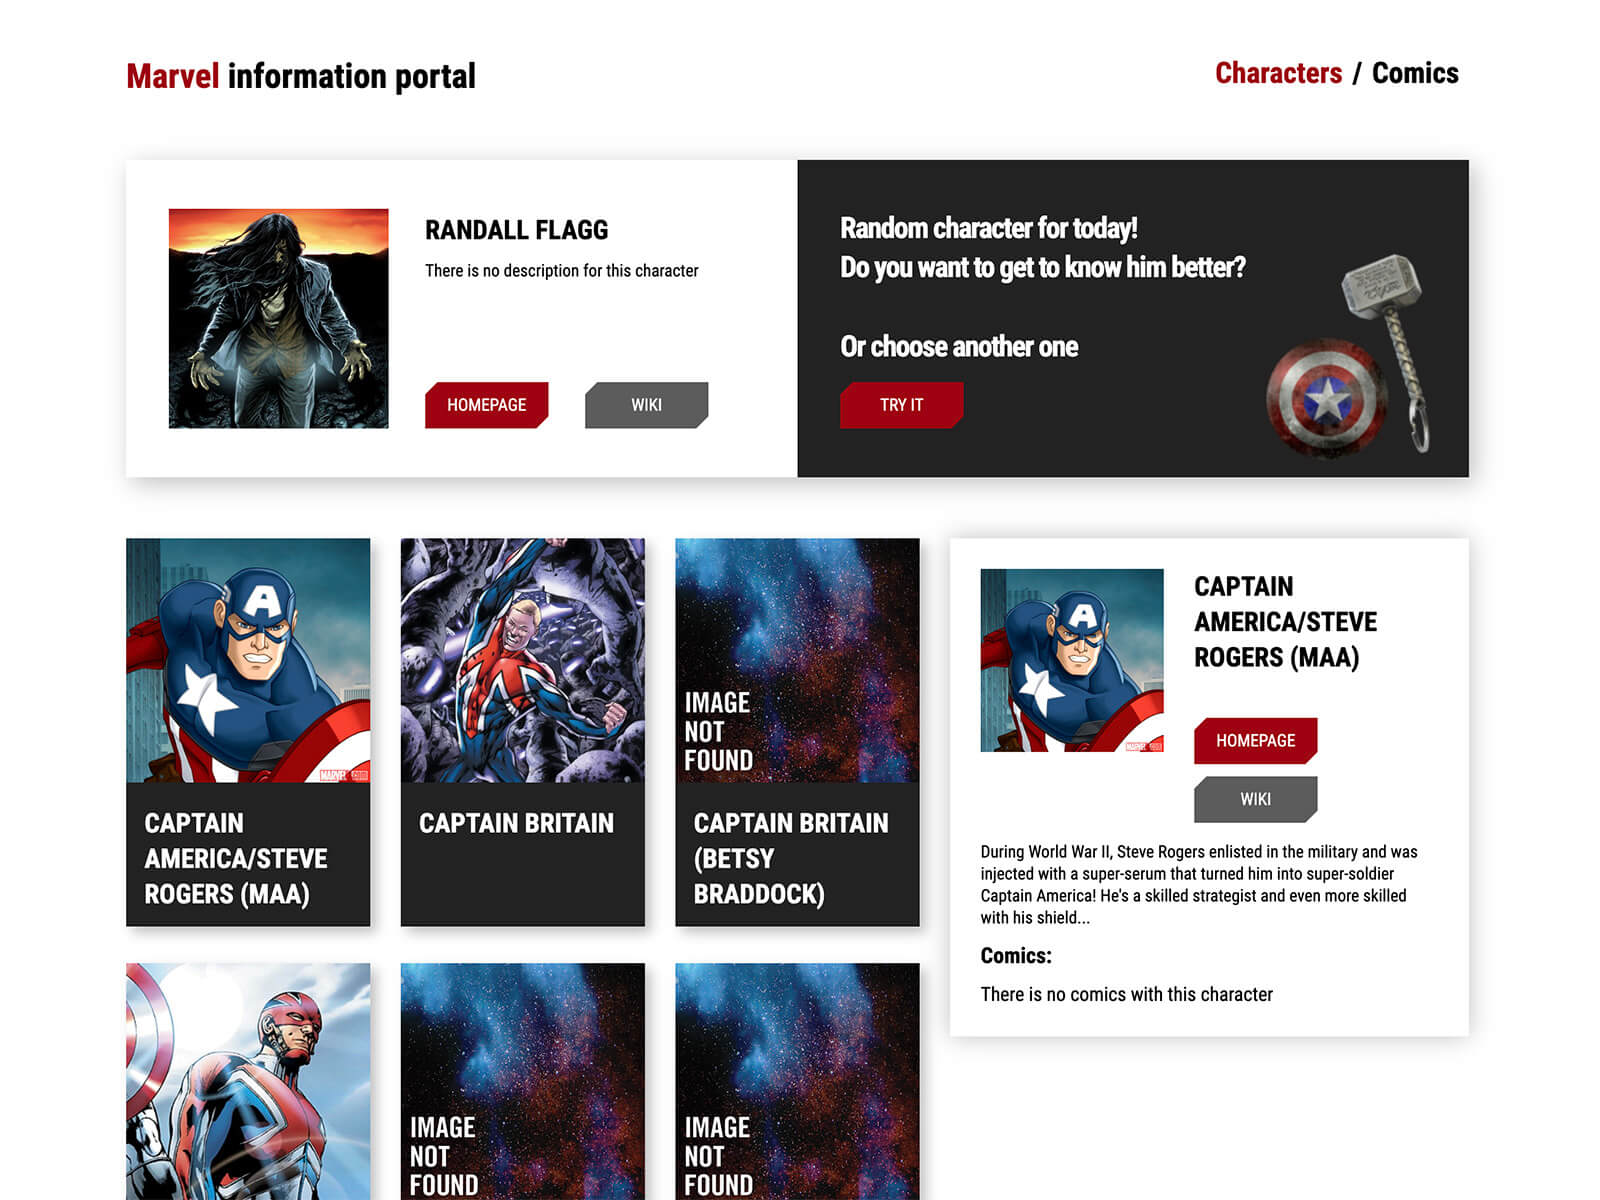 Marvel information portal
Characters / Comics
RANDALL FLAGG
There is no description for this character
HOMEPAGE
WIKI
Random character for today!
Do you want to get to know him better?
Or choose another one
TRY IT
A
MARVEL
CAPTAIN
AMERICA/STEVE
ROGERS (MAA)
CAPTAIN BRITAIN
IMAGE
NOT
FOUND
CAPTAIN BRITAIN
(BETSY
BRADDOCK)
A
MARVEL
CAPTAIN
AMERICA/STEVE
ROGERS (MAA)
HOMEPAGE
WIKI
During World War II, Steve Rogers enlisted in the military and was
injected with a super-serum that turned him into super-soldier
Captain America! He's a skilled strategist and even more skilled
with his shield...
Comics:
There is no comics with this character
IMAGE
NOT
FOUND
IMAGE
NOT
FOUND